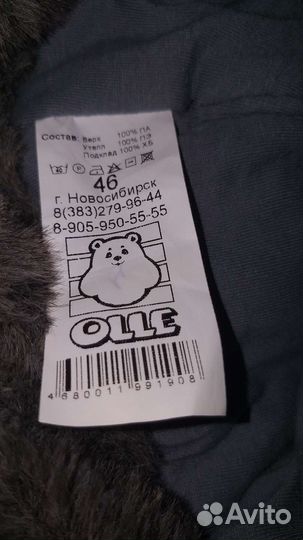 Состав: Верх 100% ПА
Утепл 100% ПЭ
Подклад 100% ХБ
46
г. Новосибирск
8(383)279-96-44
8-905-950-55-55
OLLE
4680011991908
Avito